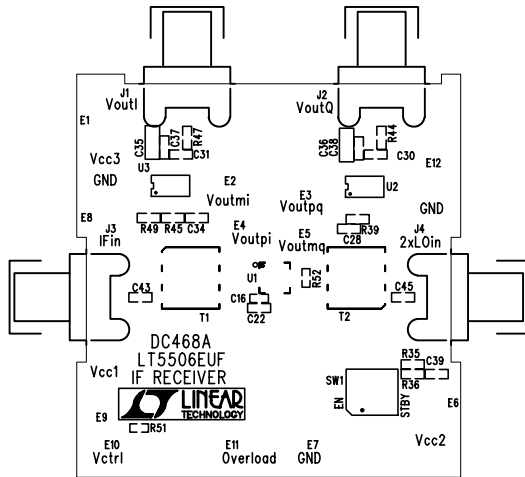 J1
VoutI
J2
VoutQ
E1
C35
C37
R47
C31
U3
Vcc3
GND
C36
C38
R44
C30
E12
U2
E2
Voutmi
E3
Voutpq
GND
E8
R49
R45
C34
E4
Voutpi
E5
Voutmq
R39
C28
J3
IFin
J4
2xLOin
C43
T1
U1
C16
C22
R52
T2
C45
DC468A
LT5506EUF
IF RECEIVER
LINEAR
TECHNOLOGY
Vcc1
SW1
EN
STBY
R35
R36
C39
E6
E9
R51
E10
Vctrl
E11
Overload
E7
GND
Vcc2